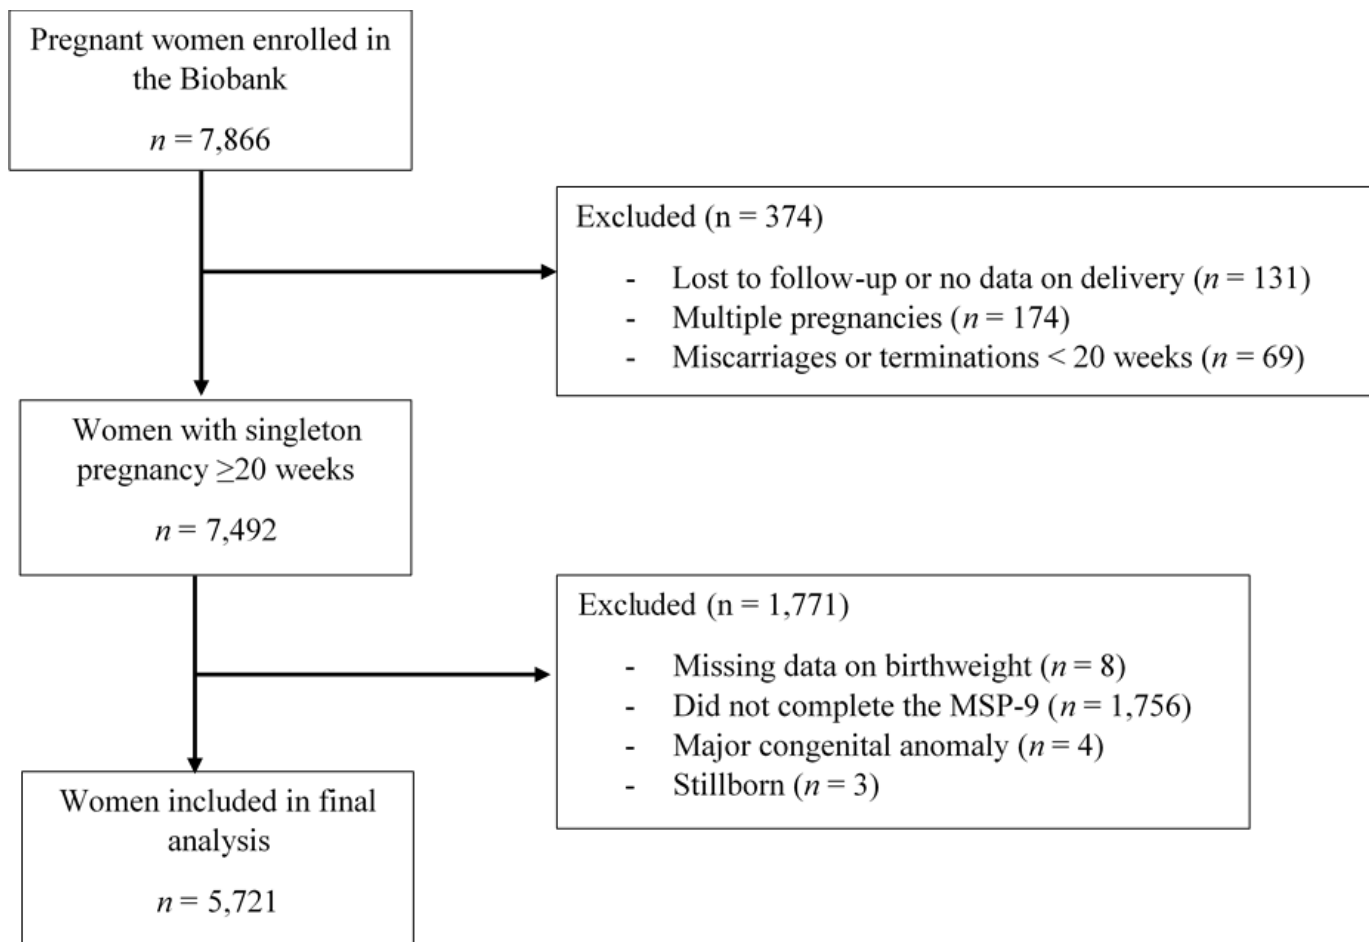 Pregnant women enrolled in
the Biobank
n = 7,866
Excluded (n = 374)
- Lost to follow-up or no data on delivery (n = 131)
- Multiple pregnancies (n = 174)
- Miscarriages or terminations < 20 weeks (n = 69)
Women with singleton
pregnancy ≥20 weeks
n = 7,492
Excluded (n = 1,771)
- Missing data on birthweight (n = 8)
- Did not complete the MSP-9 (n = 1,756)
- Major congenital anomaly (n = 4)
- Stillborn (n = 3)
Women included in final
analysis
n = 5,721